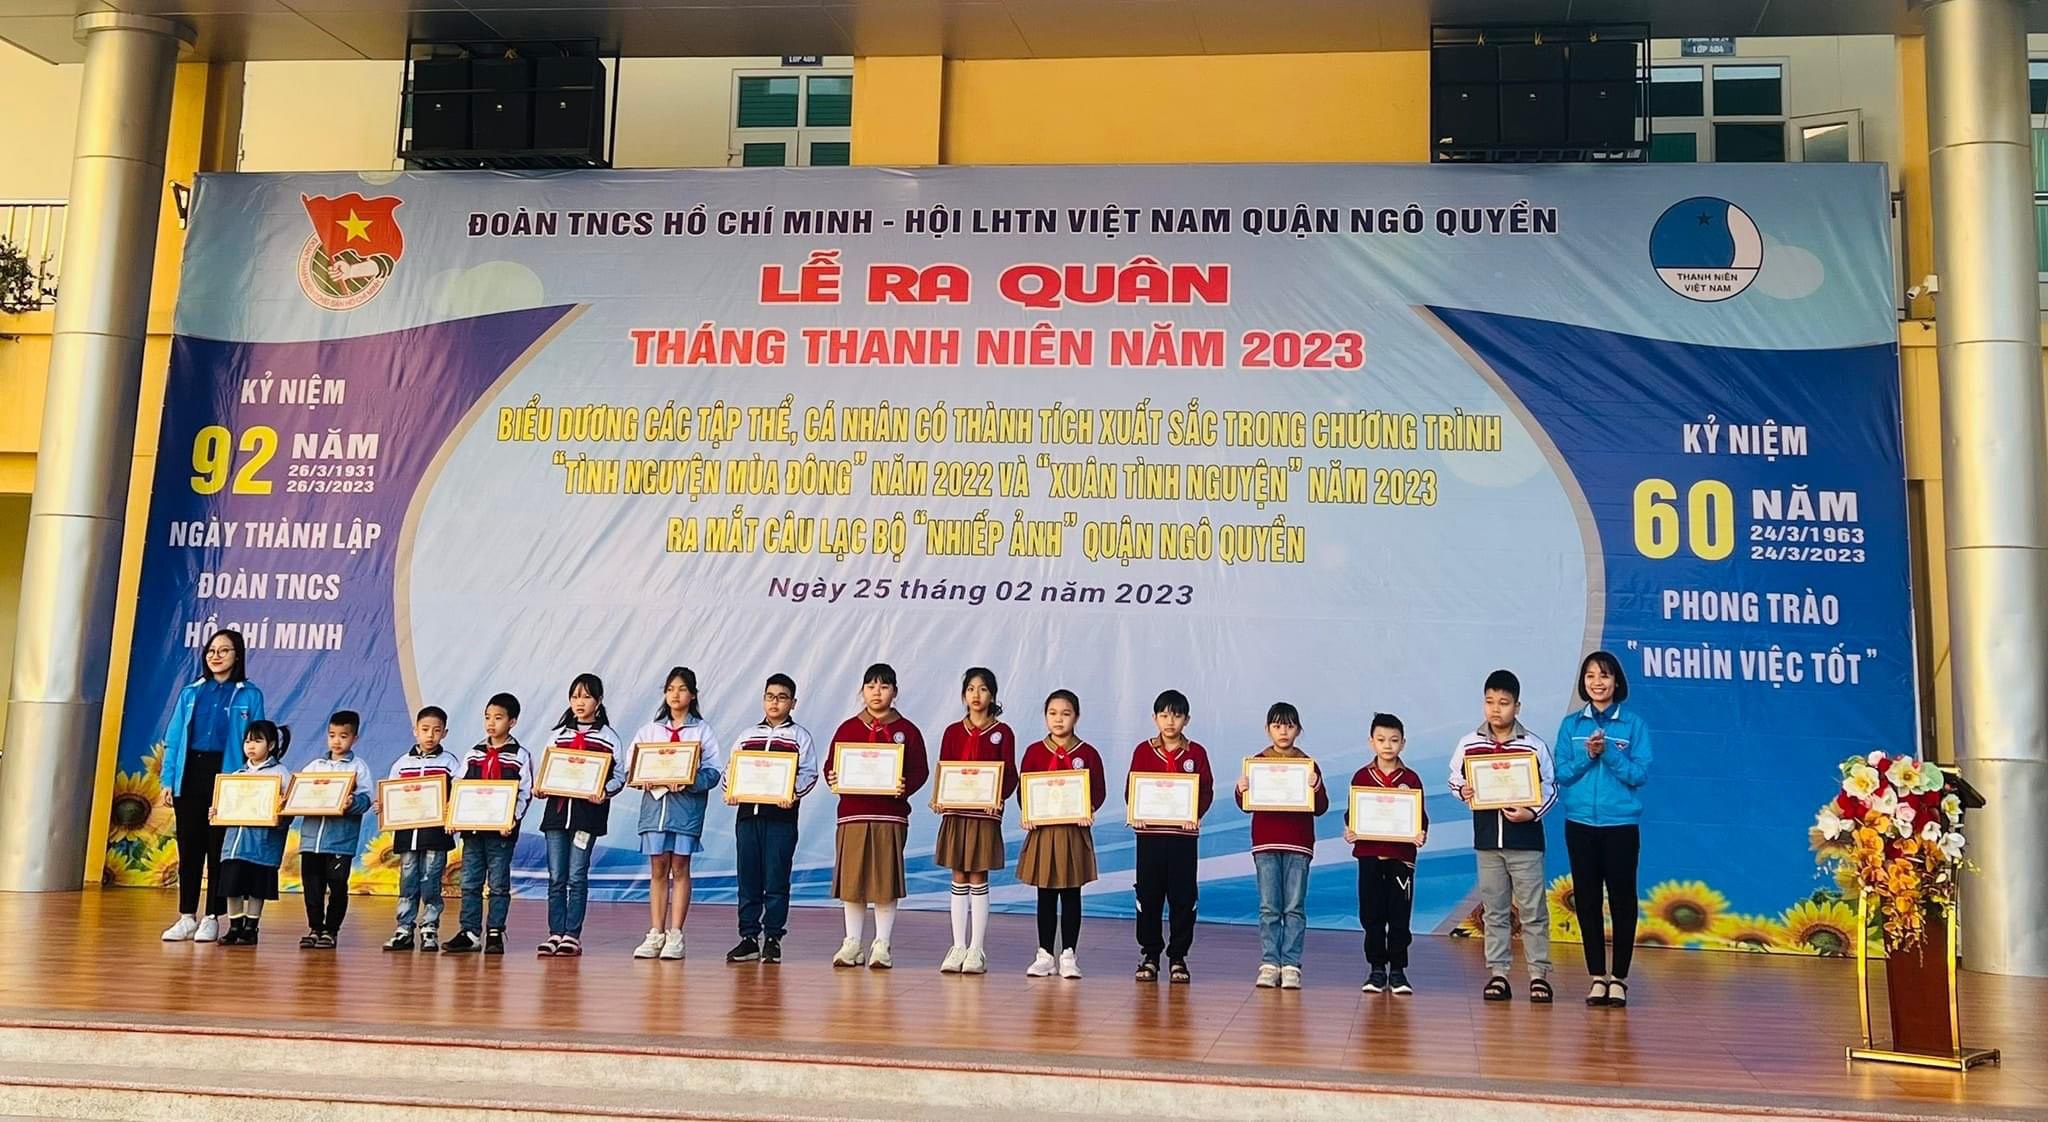 LỚP 406
LỚP 404
ĐOÀN TNCS HỒ CHÍ MINH - HỘI LHTN VIỆT NAM QUẬN NGÔ QUYỀN
LỄ RA QUÂN
THÁNG THANH NIÊN NĂM 2023
BIỂU DƯƠNG CÁC TẬP THỂ, CÁ NHÂN CÓ THÀNH TÍCH XUẤT SẮC TRONG CHƯƠNG TRÌNH
"TÌNH NGUYỆN MÙA ĐÔNG" NĂM 2022 VÀ "XUÂN TÌNH NGUYỆN" NĂM 2023
RA MẮT CÂU LẠC BỘ "NHIẾP ẢNH" QUẬN NGÔ QUYỀN
Ngày 25 tháng 02 năm 2023
KỶ NIỆM
92 NĂM
26/3/1931
26/3/2023
NGÀY THÀNH LẬP
ĐOÀN TNCS
HỒ CHÍ MINH
THANH NIÊN
VIỆT NAM
KỶ NIỆM
60 NĂM
24/3/1963
24/3/2023
PHONG TRÀO
"NGHÌN VIỆC TỐT"